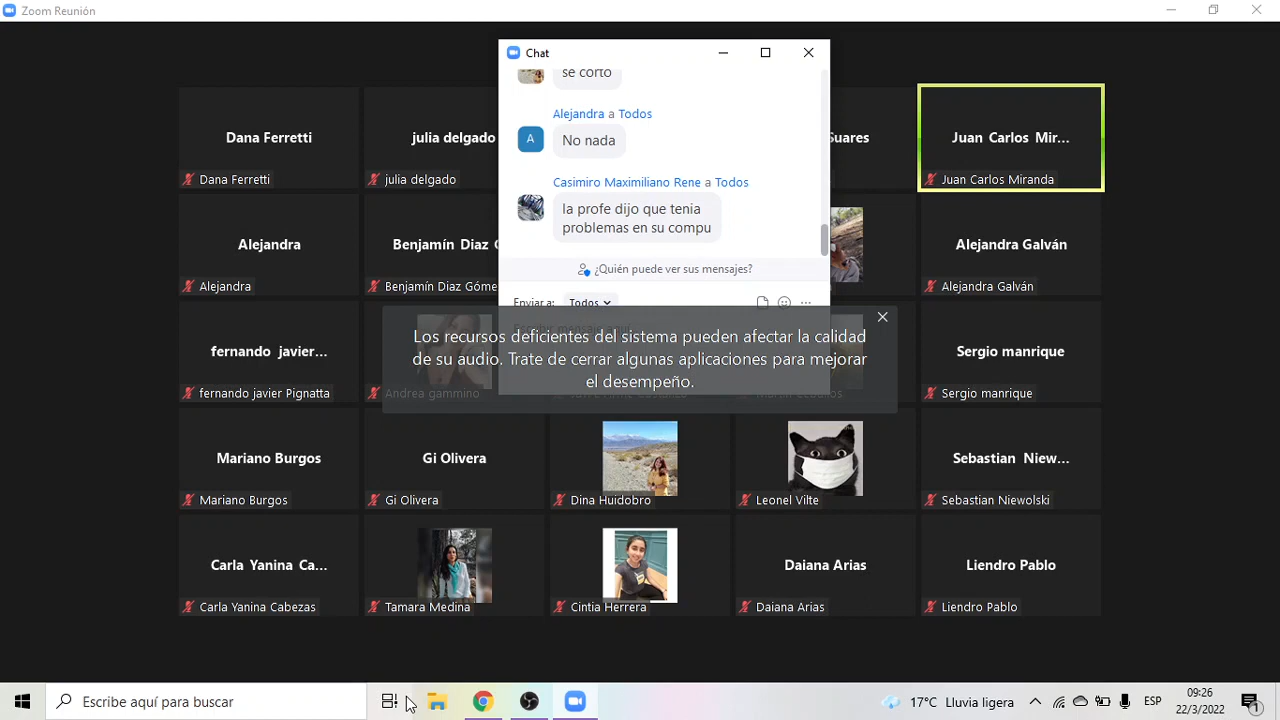 Zoom Reunión
Chat
se corto
Alejandra a Todos
A
No nada
Casimiro Maximiliano Rene a Todos
la profe dijo que tenia
problemas en su compu
¿Quién puede ver sus mensajes?
Enviar a: Todos
Los recursos deficientes del sistema pueden afectar la calidad
de su audio. Trate de cerrar algunas aplicaciones para mejorar
el desempeño.
Dana Ferretti
Dana Ferretti
julia delgado
julia delgado
Suares
Juan Carlos Mir...
Juan Carlos Miranda
Alejandra
Alejandra
Benjamín Diaz G
Benjamín Diaz Góme
Alejandra Galván
Alejandra Galván
fernando javier...
fernando javier Pignatta
Andrea gammino
Sergio manrique
Sergio manrique
Mariano Burgos
Mariano Burgos
Gi Olivera
Gi Olivera
Dina Huidobro
Leonel Vilte
Sebastian Niew...
Sebastian Niewolski
Carla Yanina Ca...
Carla Yanina Cabezas
Tamara Medina
Cintia Herrera
Daiana Arias
Daiana Arias
Liendro Pablo
Liendro Pablo
Escribe aquí para buscar
17°C Lluvia ligera
ESP
09:26
22/3/2022
1